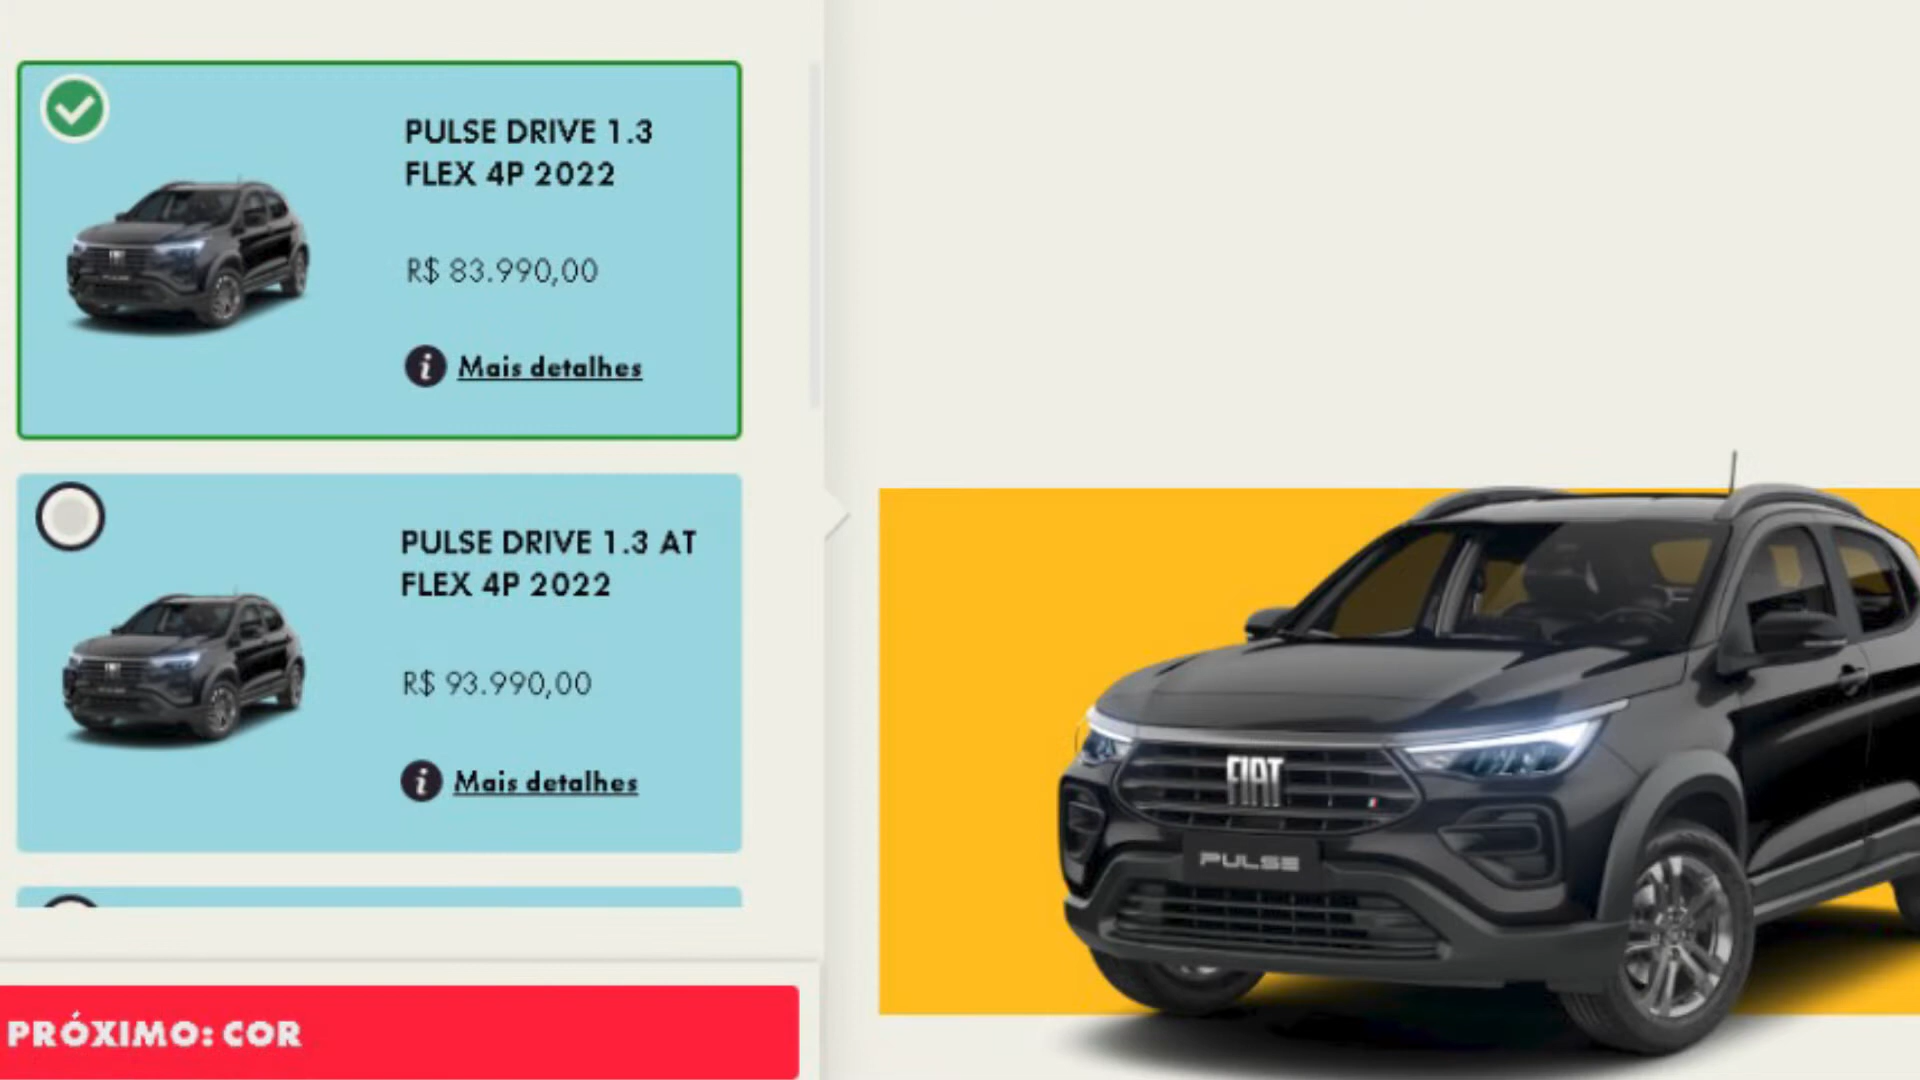 PULSE DRIVE 1.3
FLEX 4P 2022
R$ 83.990,00
Mais detalhes
PULSE DRIVE 1.3 AT
FLEX 4P 2022
R$ 93.990,00
Mais detalhes
FIAT
PULSE
PRÓXIMO: COR